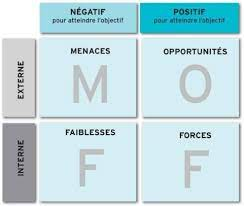 NÉGATIF
pour atteindre l'objectif
POSITIF
pour atteindre l'objectif
EXTERNE
MENACES
M
OPPORTUNITÉS
O
INTERNE
FAIBLESSES
F
FORCES
F